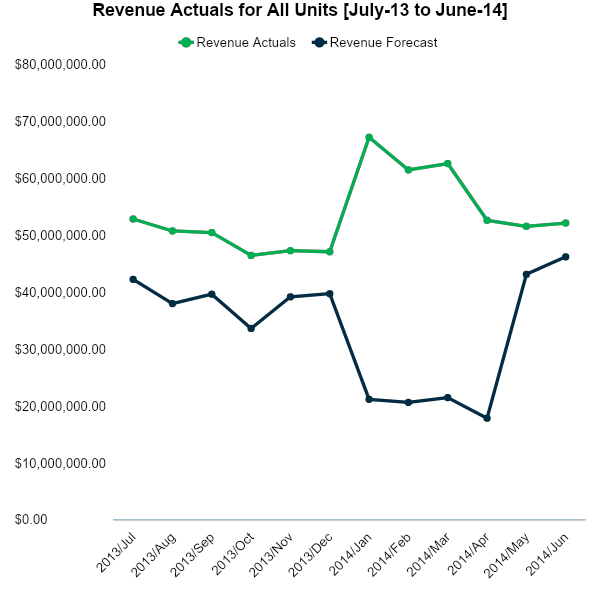 Revenue Actuals for All Units [July-13 to June-14]
Revenue Actuals Revenue Forecast
$80,000,000.00
$70,000,000.00
$60,000,000.00
$50,000,000.00
$40,000,000.00
$30,000,000.00
$20,000,000.00
$10,000,000.00
$0.00
2013/Jul
2013/Aug
2013/Sep
2013/Oct
2013/Nov
2013/Dec
2014/Jan
2014/Feb
2014/Mar
2014/Apr
2014/May
2014/Jun